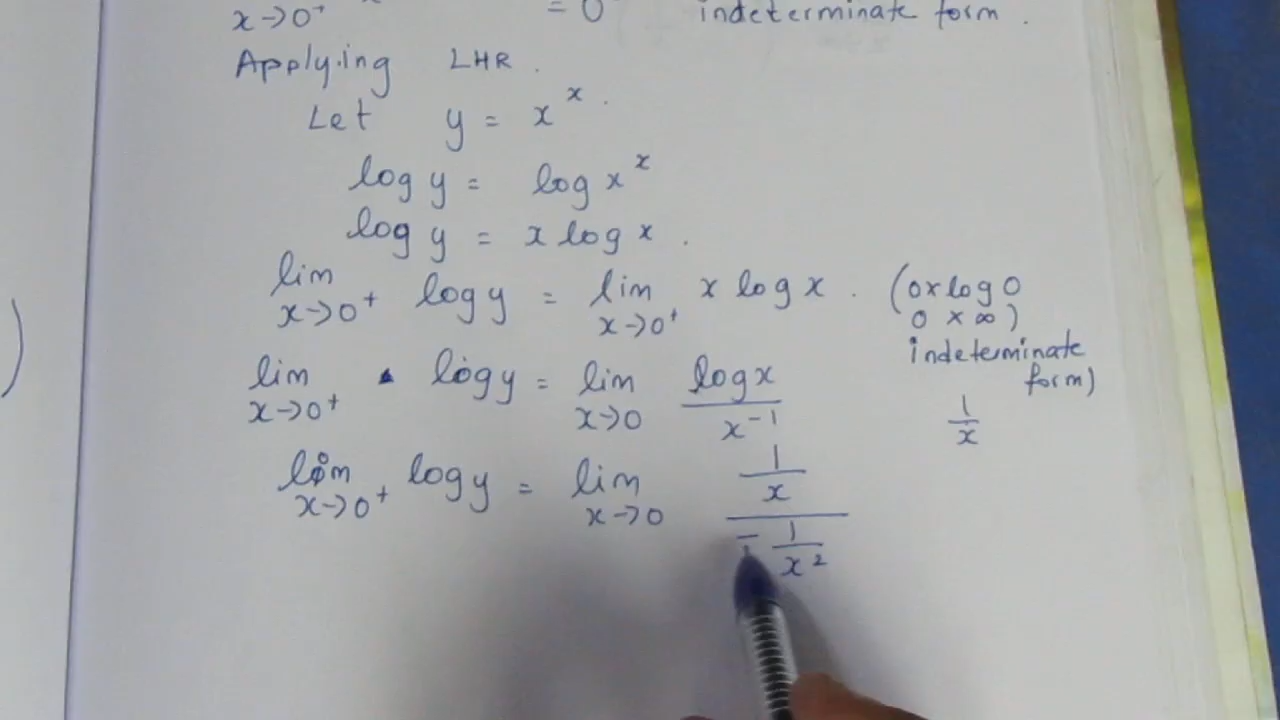 x→0⁺ = 0 indeterminate form .
Applying LHR .
Let y = x^x .
log y = log x^x
log y = x log x .
lim x→0⁺ log y = lim x→0⁺ x log x . (0x log 0
0 x ∞)
indeterminate
form)
lim x→0⁺ log y = lim x→0 log x / x⁻¹
1/x
lim x→0⁺ log y = lim x→0 (1/x) / (- 1/x²)